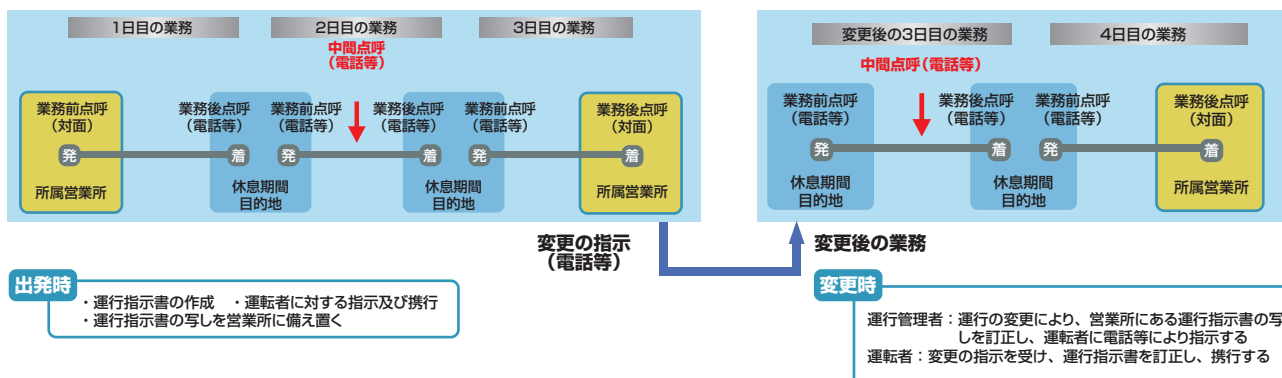 1日目の業務
2日目の業務
3日目の業務
中間点呼
(電話等)
業務前点呼
(対面)
業務後点呼
(電話等)
業務前点呼
(電話等)
業務後点呼
(電話等)
業務前点呼
(電話等)
業務後点呼
(対面)
発
着
発
着
発
着
所属営業所
休息期間
目的地
休息期間
目的地
所属営業所
変更の指示
(電話等)
出発時
・運行指示書の作成 ・運転者に対する指示及び携行
・運行指示書の写しを営業所に備え置く
変更後の3日目の業務
4日目の業務
中間点呼(電話等)
業務前点呼
(電話等)
業務後点呼
(電話等)
業務前点呼
(電話等)
業務後点呼
(対面)
発
着
発
着
休息期間
目的地
休息期間
目的地
所属営業所
変更後の業務
変更時
運行管理者：運行の変更により、営業所にある運行指示書の写
しを訂正し、運転者に電話等により指示する
運転者：変更の指示を受け、運行指示書を訂正し、携行する